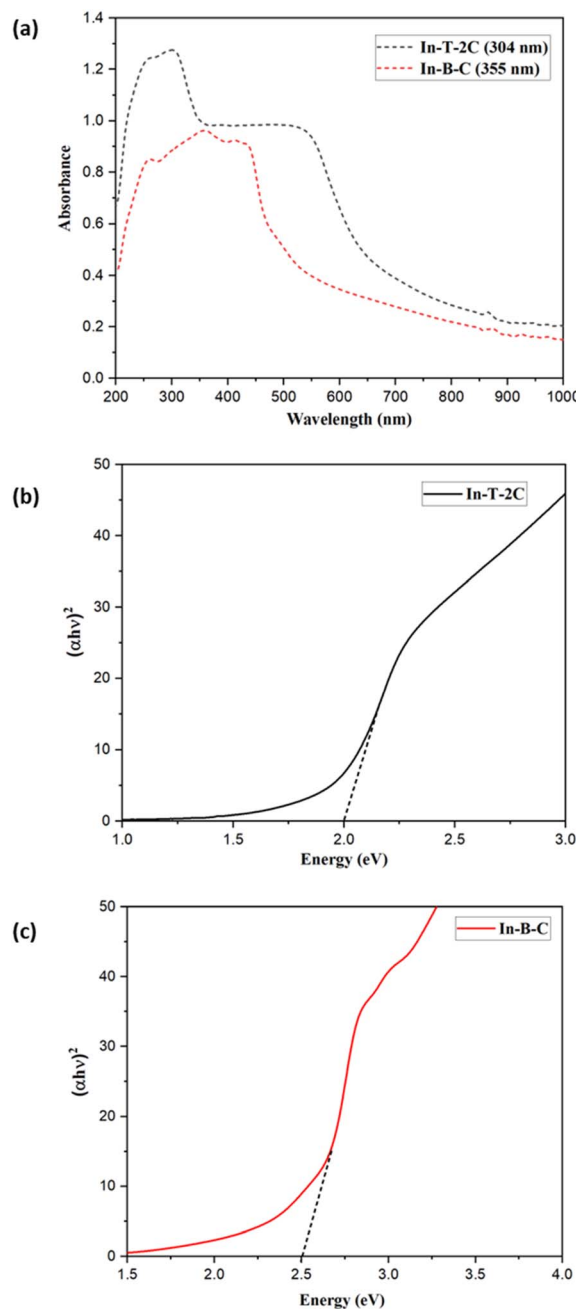 (a)
1.4
1.2
1.0
0.8
0.6
0.4
0.2
0.0
Absorbance
In-T-2C (304 nm)
In-B-C (355 nm)
200 300 400 500 600 700 800 900 1000
Wavelength (nm)
(b)
50
40
30
20
10
0
(αhν)²
In-T-2C
1.0 1.5 2.0 2.5 3.0
Energy (eV)
(c)
50
40
30
20
10
0
(αhν)²
In-B-C
1.5 2.0 2.5 3.0 3.5 4.0
Energy (eV)